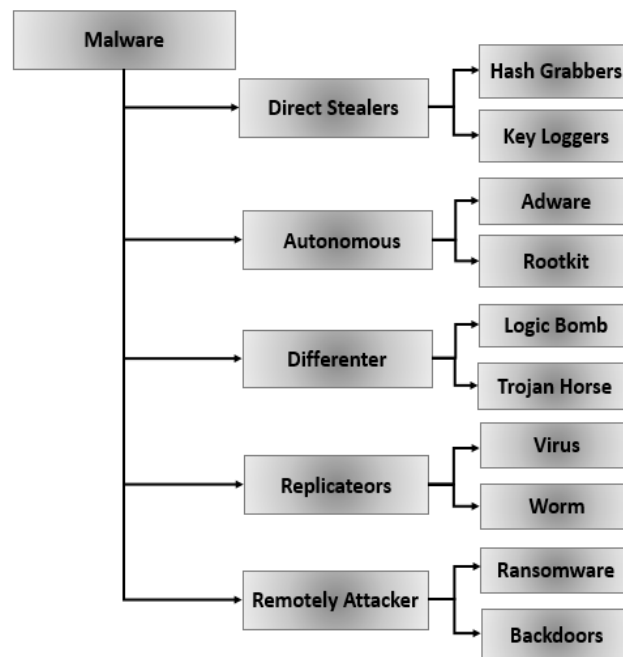 Malware
Direct Stealers
Hash Grabbers
Key Loggers
Autonomous
Adware
Rootkit
Differenter
Logic Bomb
Trojan Horse
Replicateors
Virus
Worm
Remotely Attacker
Ransomware
Backdoors